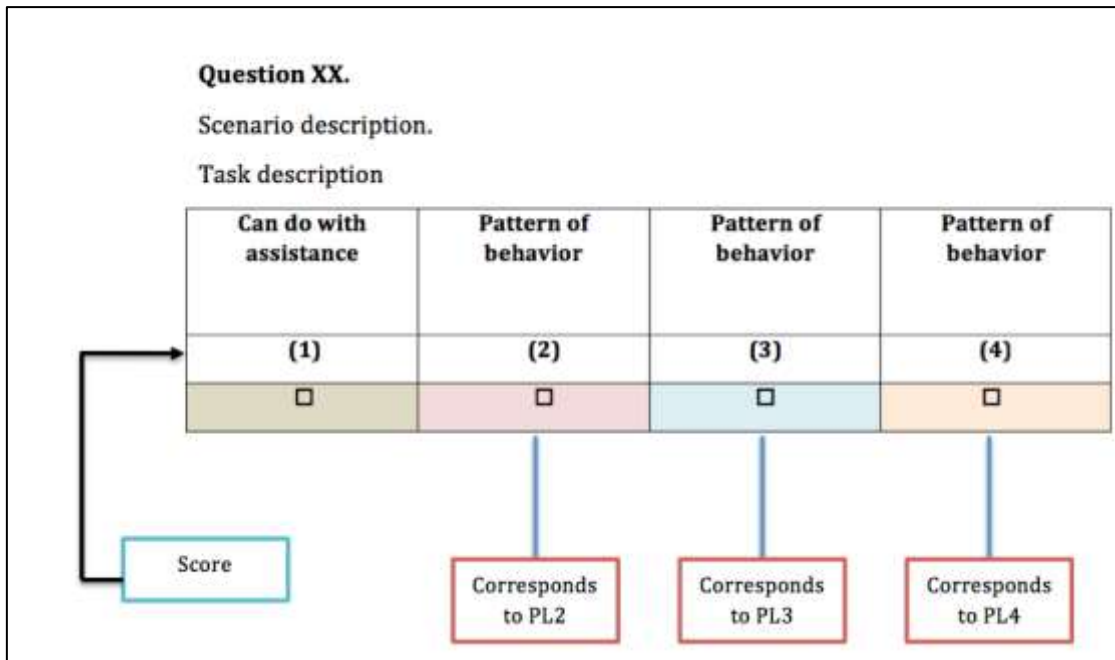 Question XX.
Scenario description.
Task description
Can do with
assistance
Pattern of
behavior
Pattern of
behavior
Pattern of
behavior
(1)
(2)
(3)
(4)
Score
Corresponds
to PL2
Corresponds
to PL3
Corresponds
to PL4